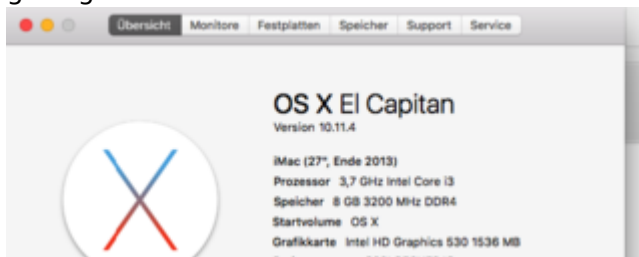 Übersicht Monitore Festplatten Speicher Support Service
OS X El Capitan
Version 10.11.4
iMac (27", Ende 2013)
Prozessor 3,7 GHz Intel Core i3
Speicher 8 GB 3200 MHz DDR4
Startvolume OS X
Grafikkarte Intel HD Graphics 530 1536 MB